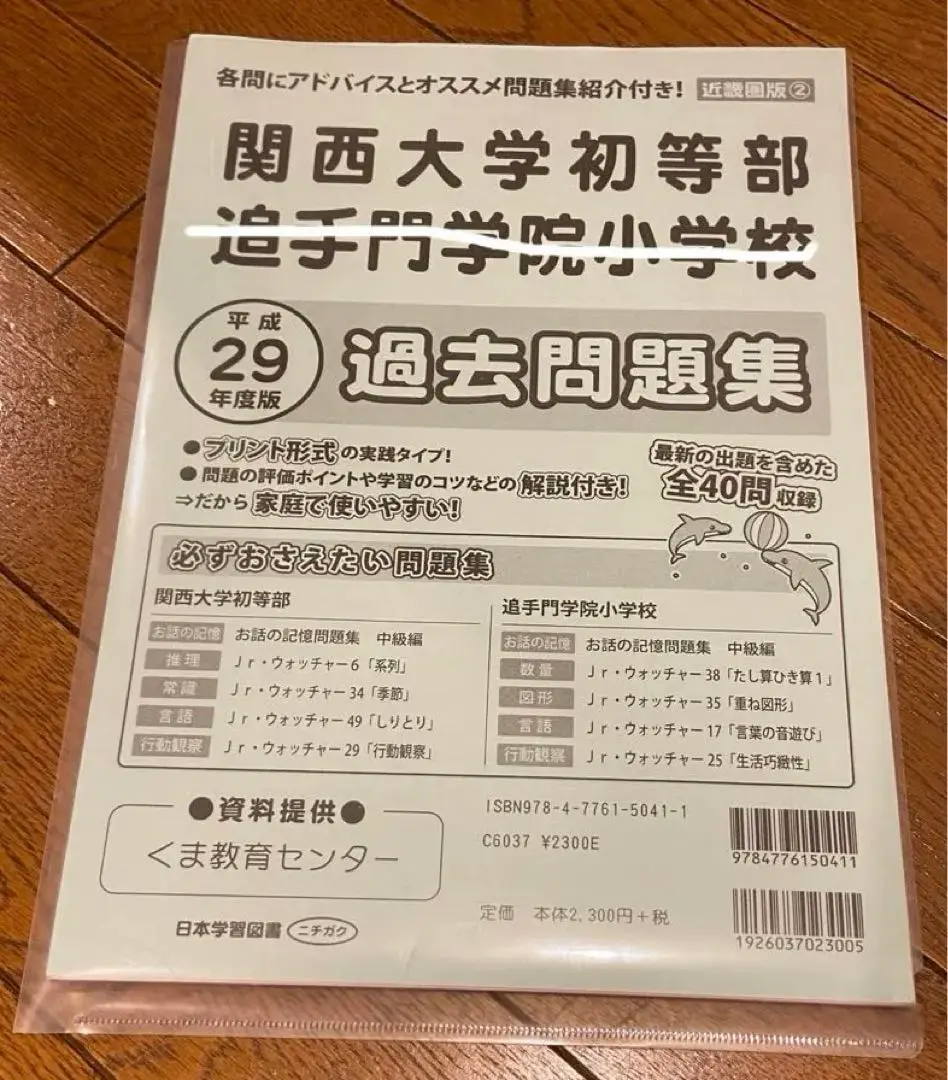 各問にアドバイスとオススメ問題集紹介付き! 近畿圏版②
関西大学初等部
追手門学院小学校
平成
29
年度版
過去問題集
●プリント形式の実践タイプ!
●問題の評価ポイントや学習のコツなどの解説付き!
⇒だから家庭で使いやすい!
最新の出題を含めた
全40問収録
必ずおさえたい問題集
関西大学初等部
お話の記憶 お話の記憶問題集 中級編
推理 Jr・ウォッチャー6「系列」
常識 Jr・ウォッチャー34「季節」
言語 Jr・ウォッチャー49「しりとり」
行動観察 Jr・ウォッチャー29「行動観察」
追手門学院小学校
お話の記憶 お話の記憶問題集 中級編
数量 Jr・ウォッチャー38「たし算ひき算1」
図形 Jr・ウォッチャー35「重ね図形」
言語 Jr・ウォッチャー17「言葉の音遊び」
行動観察 Jr・ウォッチャー25「生活巧緻性」
●資料提供●
くま教育センター
日本学習図書 ニチガク
ISBN978-4-7761-5041-1
C6037 ¥2300E
定価 本体2,300円+税
9784776150411
1926037023005